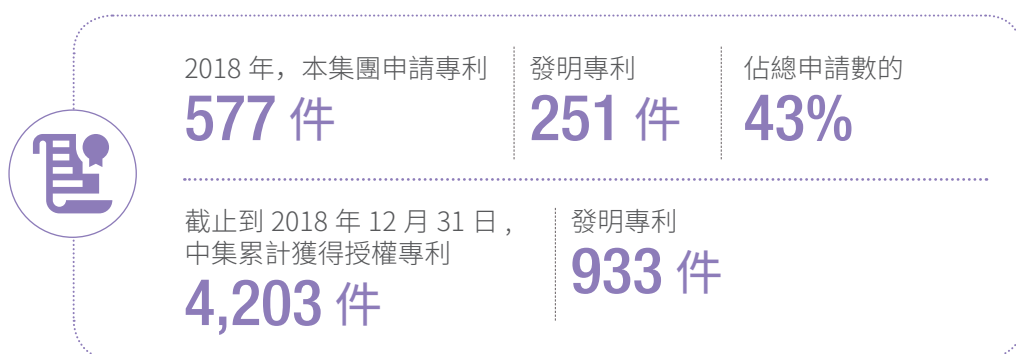 2018 年，本集團申請專利
577 件
發明專利
251 件
佔總申請數的
43%
截止到 2018 年 12 月 31 日，
中集累計獲得授權專利
4,203 件
發明專利
933 件